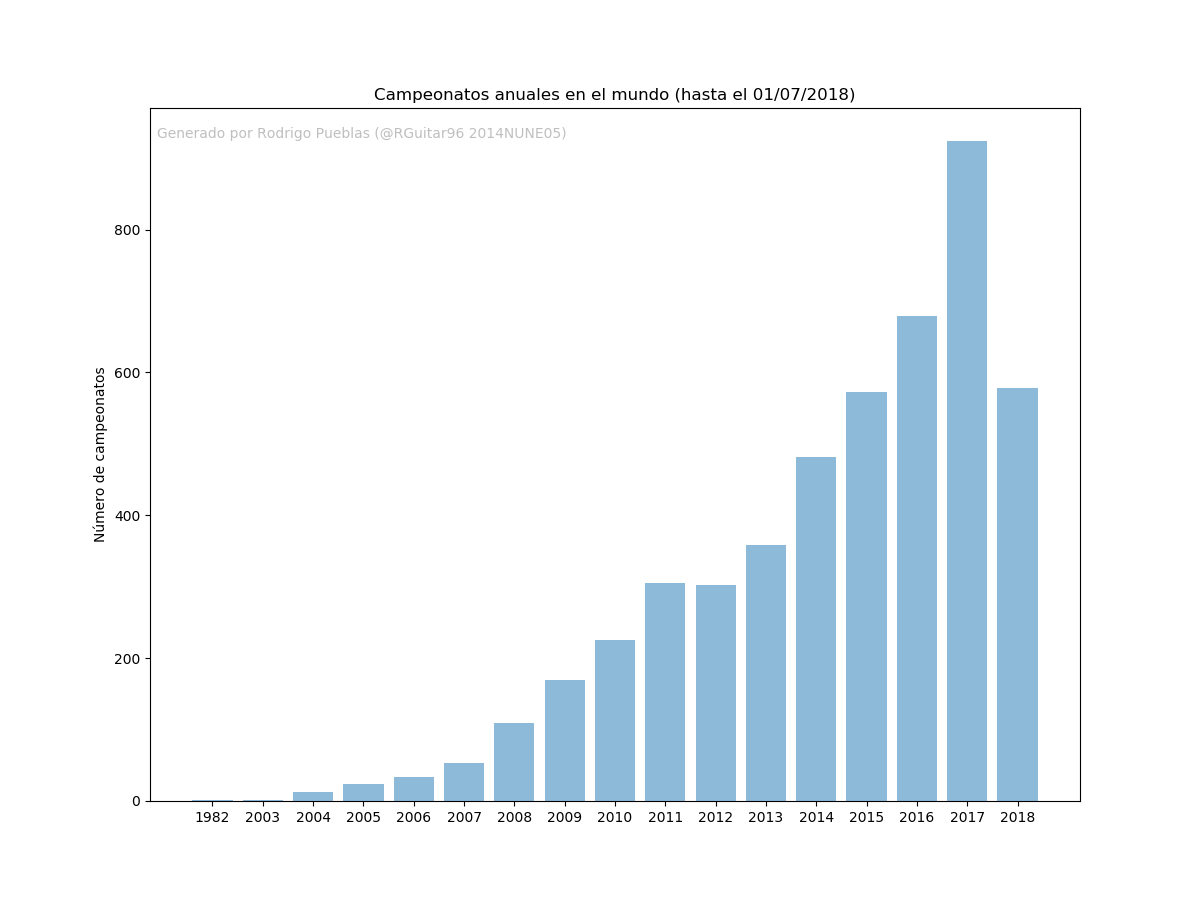 Campeonatos anuales en el mundo (hasta el 01/07/2018)
Generado por Rodrigo Pueblas (@RGuitar96 2014NUNE05)
Número de campeonatos
800
600
400
200
0
1982 2003 2004 2005 2006 2007 2008 2009 2010 2011 2012 2013 2014 2015 2016 2017 2018